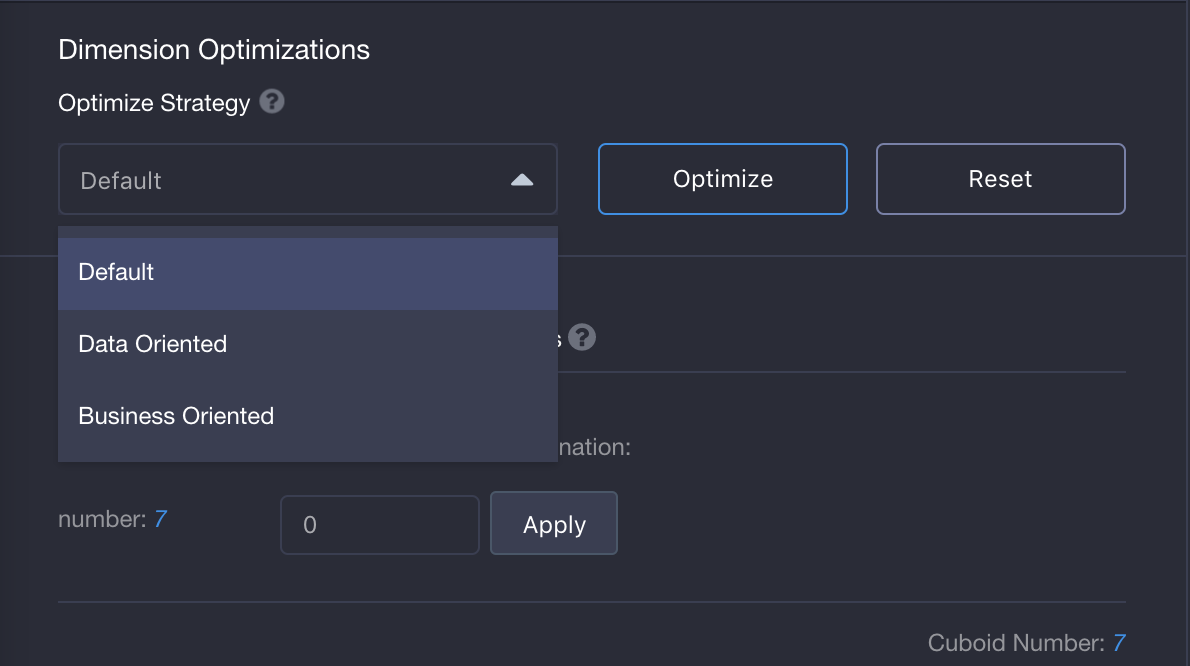 Dimension Optimizations
Optimize Strategy ?
Default
Optimize
Reset
Default
Data Oriented
Business Oriented
?
nation:
number: 7
0
Apply
Cuboid Number: 7